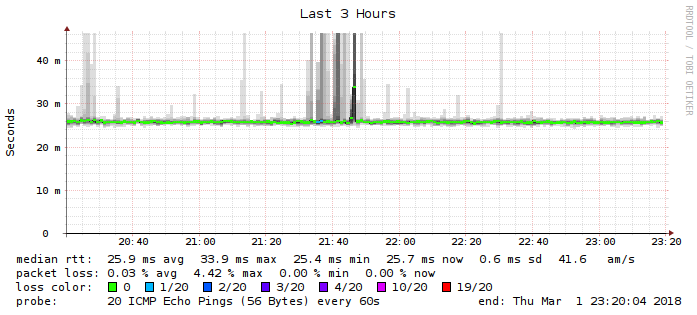 Last 3 Hours
RRDTOOL / TOBI OETIKER
Seconds
40 m
30 m
20 m
10 m
0
20:40 21:00 21:20 21:40 22:00 22:20 22:40 23:00 23:20
median rtt: 25.9 ms avg 33.9 ms max 25.4 ms min 25.7 ms now 0.6 ms sd 41.6 am/s
packet loss: 0.03 % avg 4.42 % max 0.00 % min 0.00 % now
loss color: 0 1/20 2/20 3/20 4/20 10/20 19/20
probe: 20 ICMP Echo Pings (56 Bytes) every 60s end: Thu Mar 1 23:20:04 2018